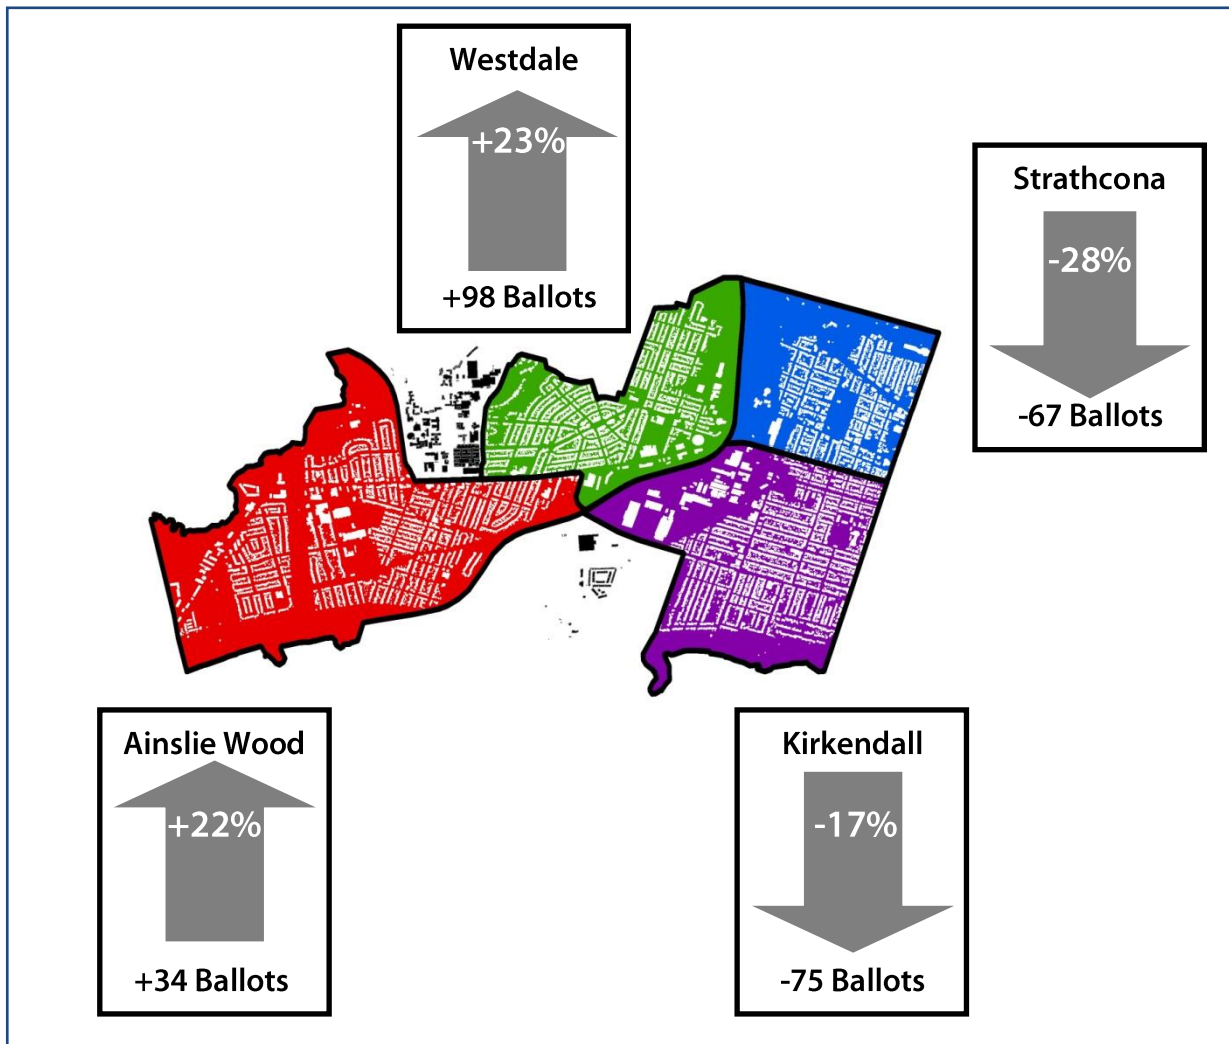 Westdale
+23%
+98 Ballots
Strathcona
-28%
-67 Ballots
Ainslie Wood
+22%
+34 Ballots
Kirkendall
-17%
-75 Ballots